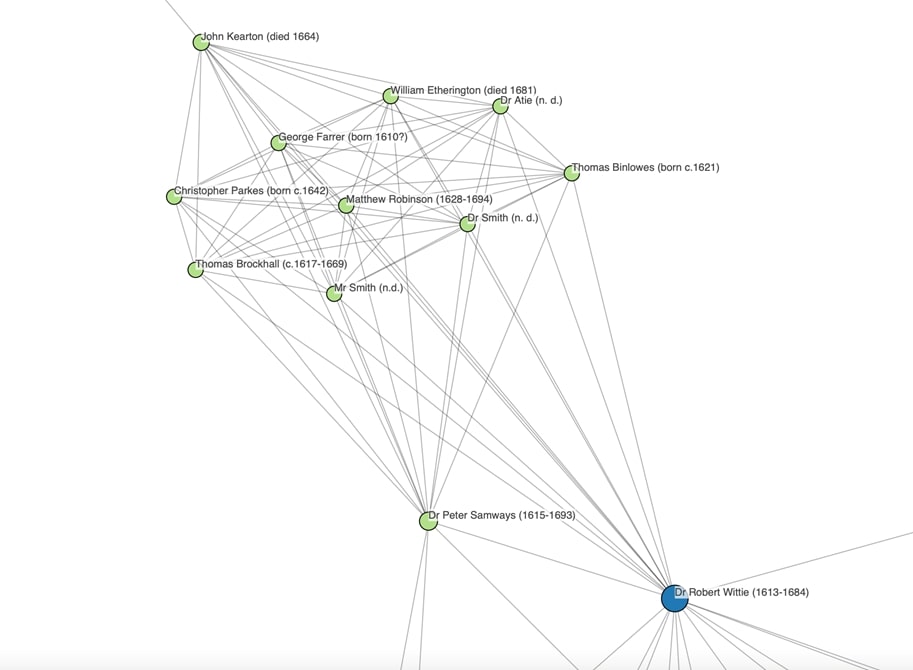 John Kearton (died 1664)
William Etherington (died 1681)
Dr Atie (n. d.)
George Farrer (born 1610?)
Thomas Binlowes (born c.1621)
Christopher Parkes (born c.1642)
Matthew Robinson (1628-1694)
Dr Smith (n. d.)
Thomas Brockhall (c.1617-1669)
Mr Smith (n.d.)
Dr Peter Samways (1615-1693)
Dr Robert Wittie (1613-1684)